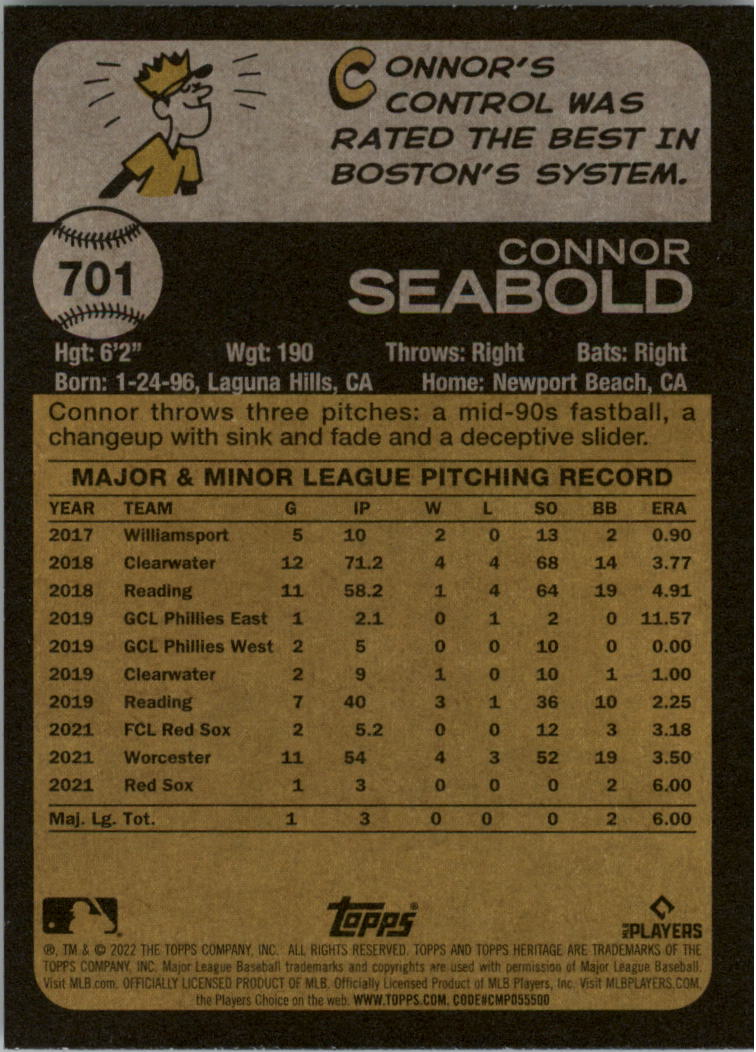 CONNOR'S
CONTROL WAS
RATED THE BEST IN
BOSTON'S SYSTEM.
701
CONNOR
SEABOLD
Hgt: 6'2" Wgt: 190 Throws: Right Bats: Right
Born: 1-24-96, Laguna Hills, CA Home: Newport Beach, CA
Connor throws three pitches: a mid-90s fastball, a
changeup with sink and fade and a deceptive slider.
MAJOR & MINOR LEAGUE PITCHING RECORD
YEAR TEAM G IP W L SO BB ERA
2017 Williamsport 5 10 2 0 13 2 0.90
2018 Clearwater 12 71.2 4 4 68 14 3.77
2018 Reading 11 58.2 1 4 64 19 4.91
2019 GCL Phillies East 1 2.1 0 1 2 0 11.57
2019 GCL Phillies West 2 5 0 0 10 0 0.00
2019 Clearwater 2 9 1 0 10 1 1.00
2019 Reading 7 40 3 1 36 10 2.25
2021 FCL Red Sox 2 5.2 0 0 12 3 3.18
2021 Worcester 11 54 4 3 52 19 3.50
2021 Red Sox 1 3 0 0 0 2 6.00
Maj. Lg. Tot. 1 3 0 0 0 2 6.00
topps® MLB PLAYERS
®, TM & © 2022 THE TOPPS COMPANY, INC. ALL RIGHTS RESERVED. TOPPS AND TOPPS HERITAGE ARE TRADEMARKS OF THE
TOPPS COMPANY, INC. Major League Baseball trademarks and copyrights are used with permission of Major League Baseball.
Visit MLB.com. OFFICIALLY LICENSED PRODUCT OF MLB. Officially Licensed Product of MLB Players, Inc. Visit MLBPLAYERS.COM,
the Players Choice on the web. WWW.TOPPS.COM. CODE#CMP055500